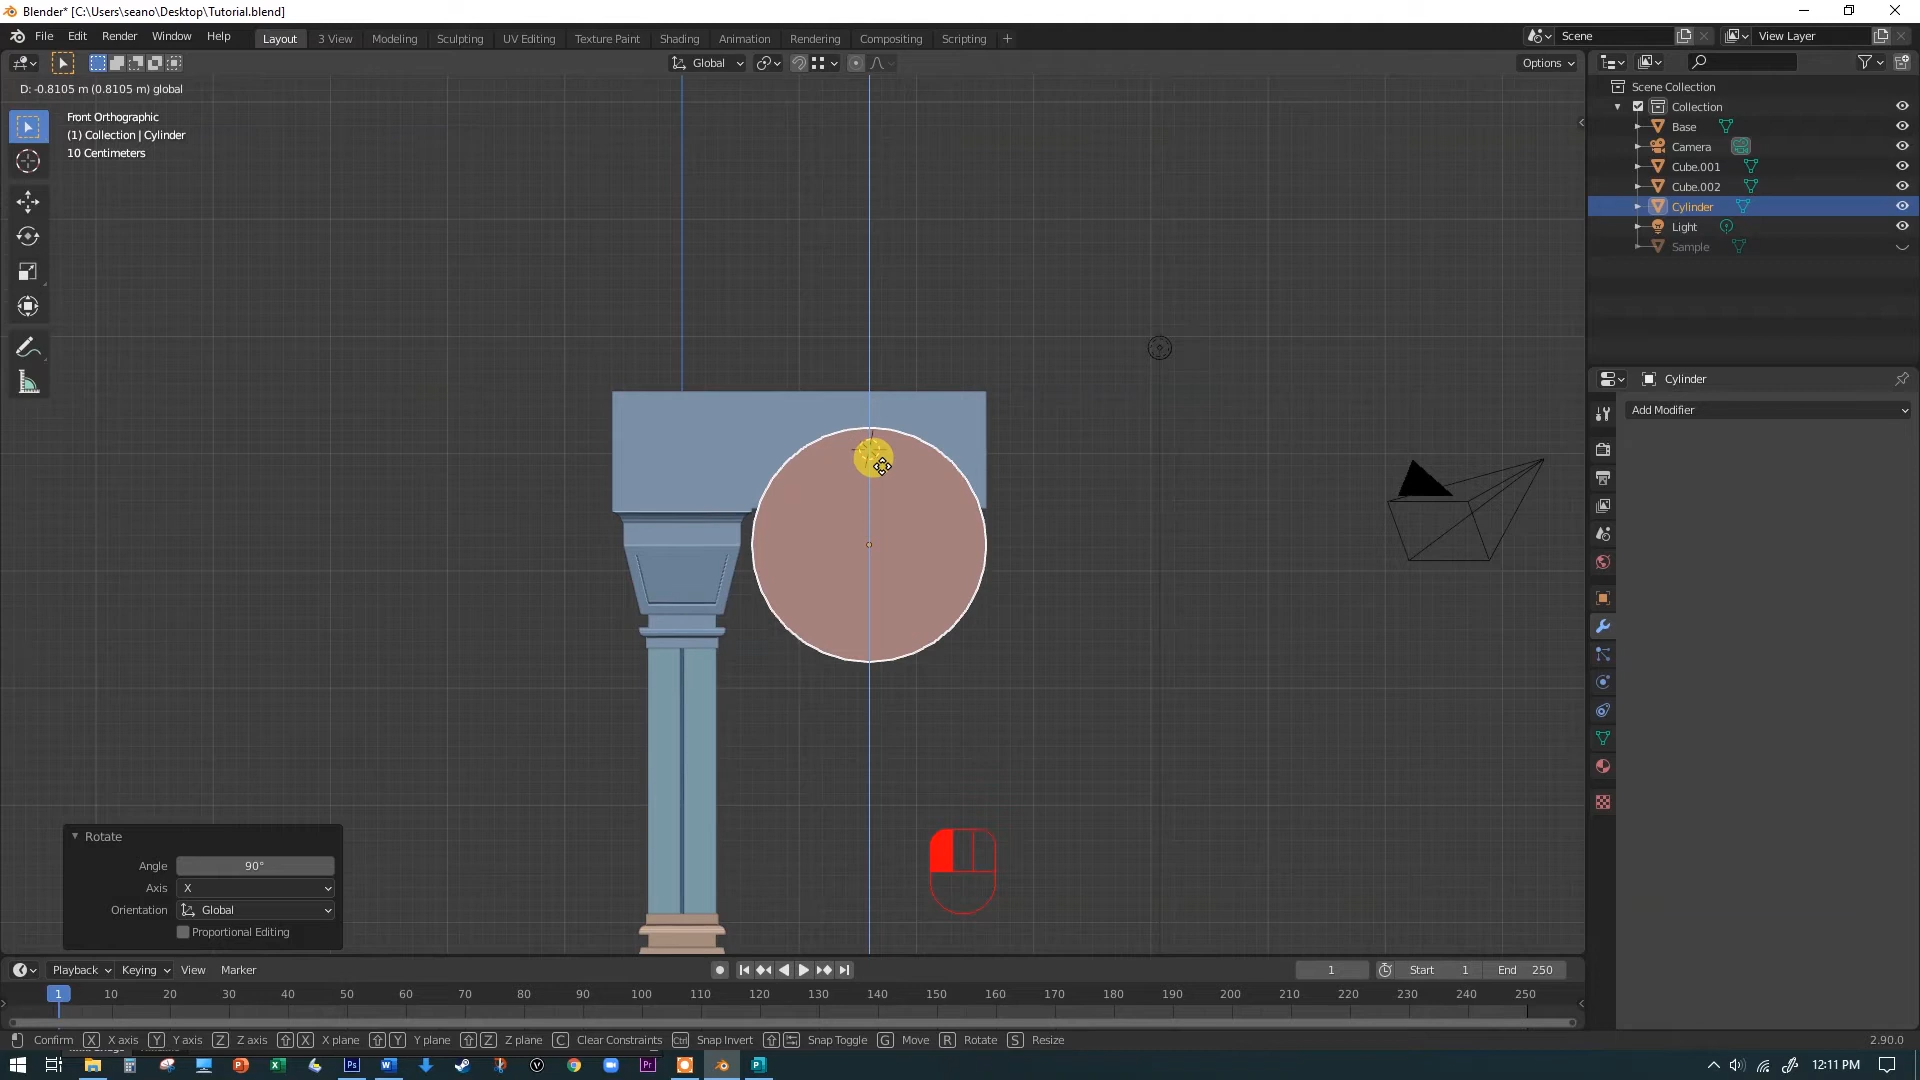 Blender* [C:\Users\seano\Desktop\Tutorial.blend]
File Edit Render Window Help Layout 3 View Modeling Sculpting UV Editing Texture Paint Shading Animation Rendering Compositing Scripting + Scene View Layer
Global Options
D: -0.8105 m (0.8105 m) global
Front Orthographic
(1) Collection | Cylinder
10 Centimeters
Scene Collection
Collection
Base
Camera
Cube.001
Cube.002
Cylinder
Light
Sample
Cylinder
Add Modifier
Rotate
Angle 90°
Axis X
Orientation Global
Proportional Editing
Playback Keying View Marker 1 Start 1 End 250
1 10 20 30 40 50 60 70 80 90 100 110 120 130 140 150 160 170 180 190 200 210 220 230 240 250
Confirm X X axis Y Y axis Z Z axis X X plane Y Y plane Z Z plane C Clear Constraints Ctrl Snap Invert Snap Toggle G Move R Rotate S Resize 2.90.0
12:11 PM